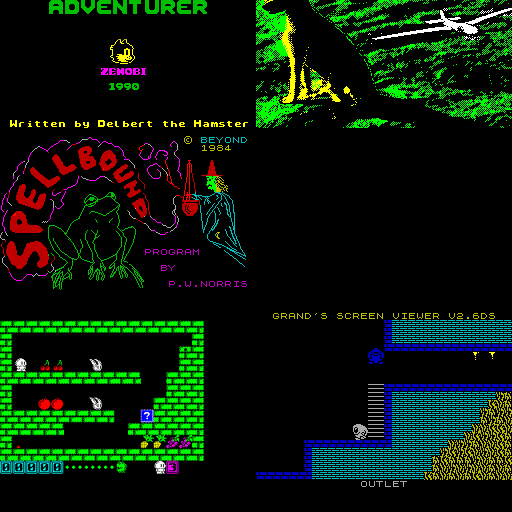 ADVENTURER
ZENOBI
1990
Written by Delbert the Hamster
© BEYOND
1984
SPELLBOUND
PROGRAM
BY
P.W.NORRIS
GRAND'S SCREEN VIEWER V2.6DS
?
3
OUTLET